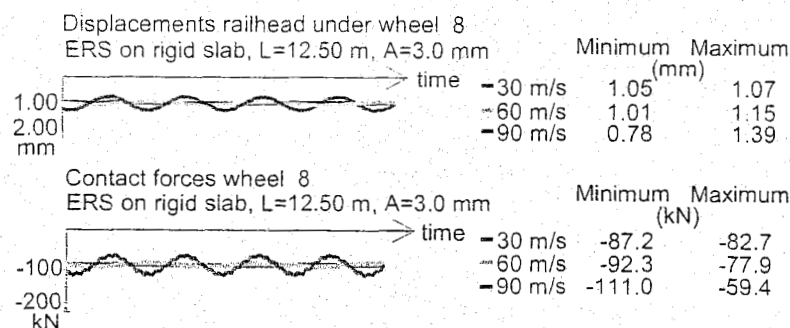 Displacements railhead under wheel 8
ERS on rigid slab, L=12.50 m, A=3.0 mm
time
1.00
2.00
mm
Minimum Maximum
(mm)
30 m/s 1.05 1.07
60 m/s 1.01 1.15
90 m/s 0.78 1.39
Contact forces wheel 8
ERS on rigid slab, L=12.50 m, A=3.0 mm
time
-100
-200
kN
Minimum Maximum
(kN)
30 m/s -87.2 -82.7
60 m/s -92.3 -77.9
90 m/s -111.0 -59.4